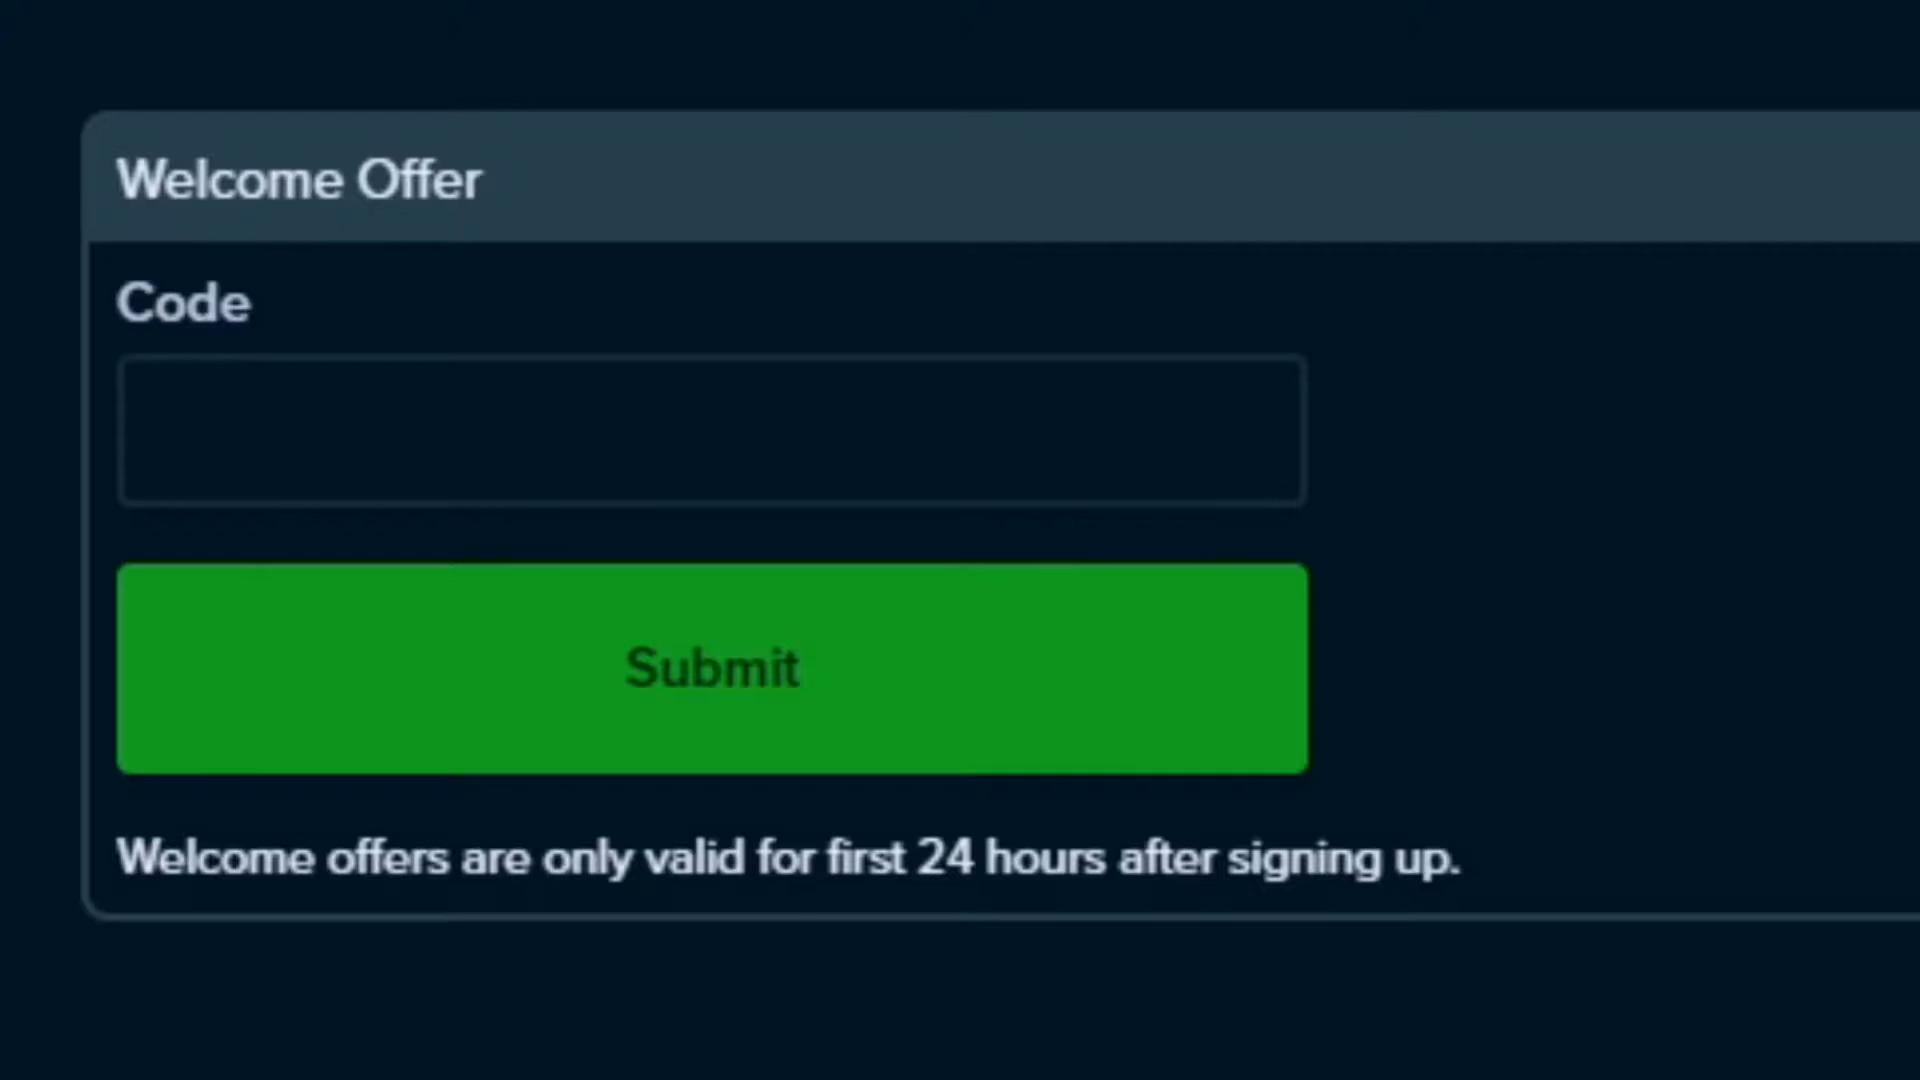 Welcome Offer
Code
Submit
Welcome offers are only valid for first 24 hours after signing up.